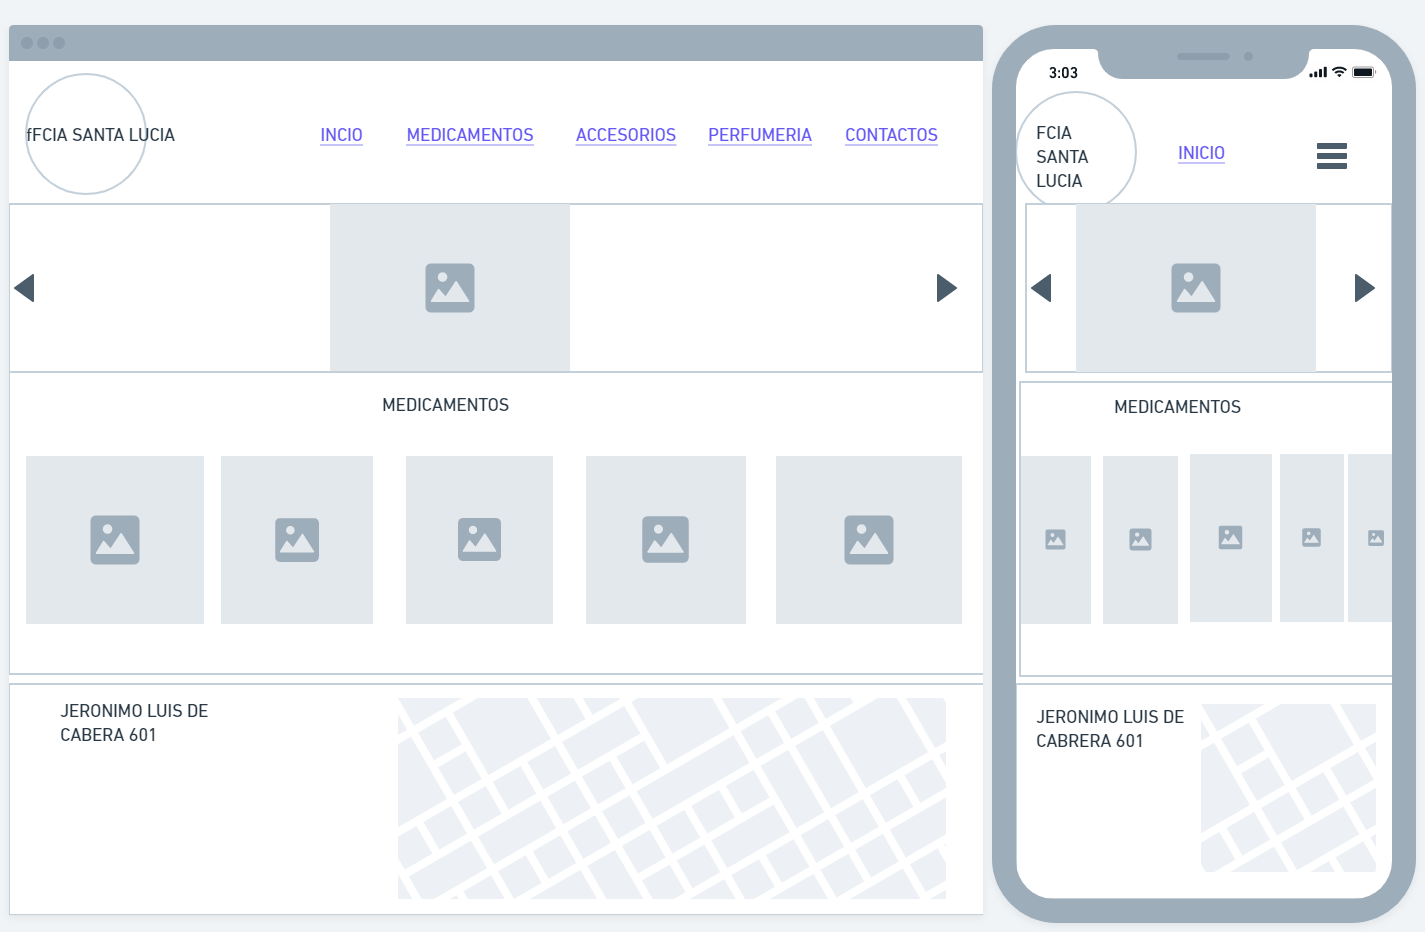 fFCIA SANTA LUCIA
INCIO
MEDICAMENTOS
ACCESORIOS
PERFUMERIA
CONTACTOS
MEDICAMENTOS
JERONIMO LUIS DE
CABERA 601
3:03
FCIA
SANTA
LUCIA
INICIO
MEDICAMENTOS
JERONIMO LUIS DE
CABRERA 601